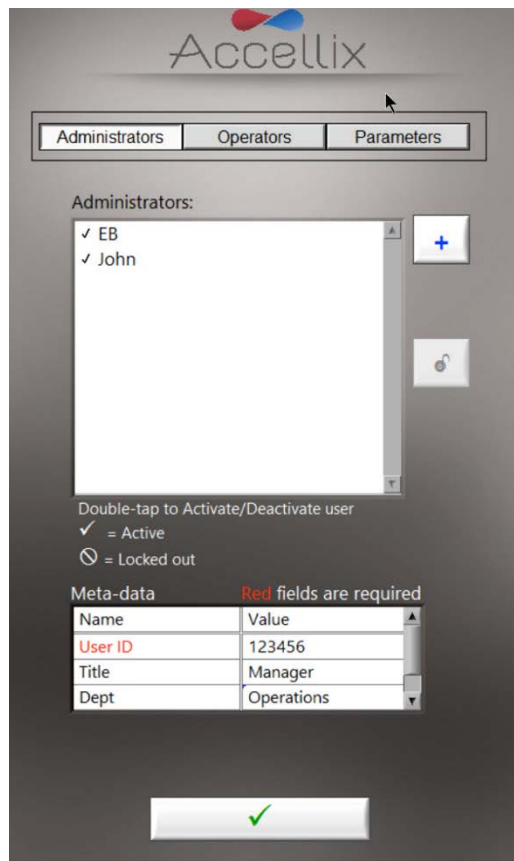 Accellix
Administrators Operators Parameters
Administrators:
✓ EB
✓ John
+
Double-tap to Activate/Deactivate user
✓ = Active
🛇 = Locked out
Meta-data Red fields are required
Name Value
User ID 123456
Title Manager
Dept Operations
✓